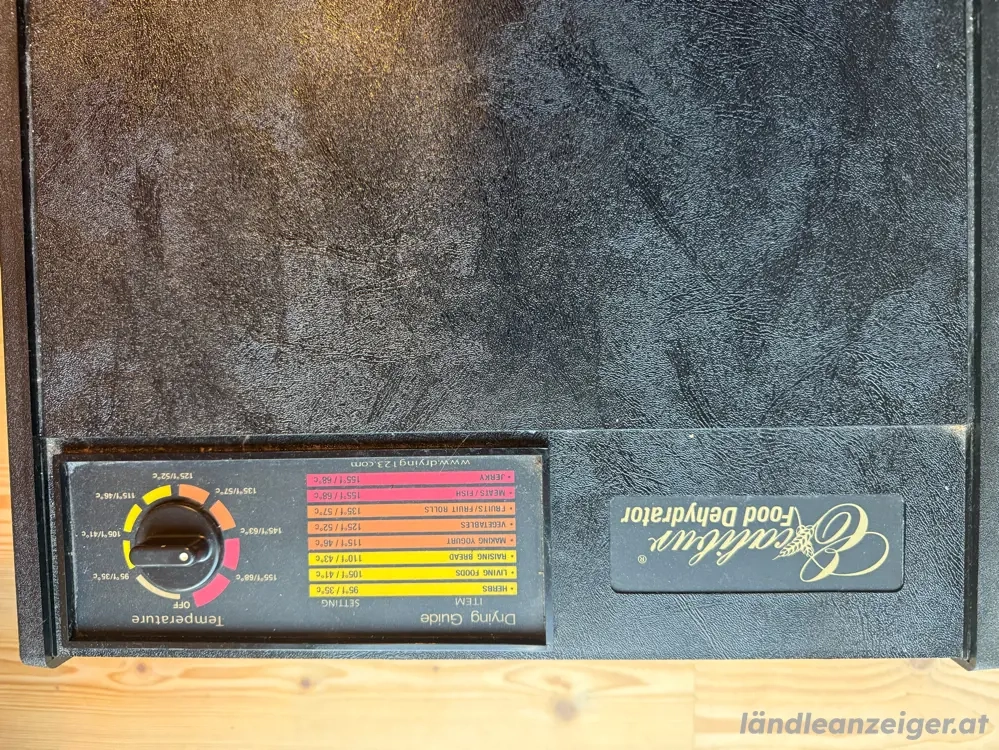 Excalibur®
Food Dehydrator
Drying Guide
ITEM SETTING
• HERBS 95°f / 35°c
• LIVING FOODS 105°f / 41°c
• RAISING BREAD 110°f / 43°c
• MAKING YOGURT 115°f / 46°c
• VEGETABLES 125°f / 52°c
• FRUITS/FRUIT ROLLS 135°f / 57°c
• MEATS/FISH 155°f / 68°c
• JERKY 155°f / 68°c
www.drying123.com
Temperature
OFF
95°f/35°c
105°f/41°c
115°f/46°c
125°f/52°c
135°f/57°c
145°f/63°c
155°f/68°c
ländleanzeiger.at